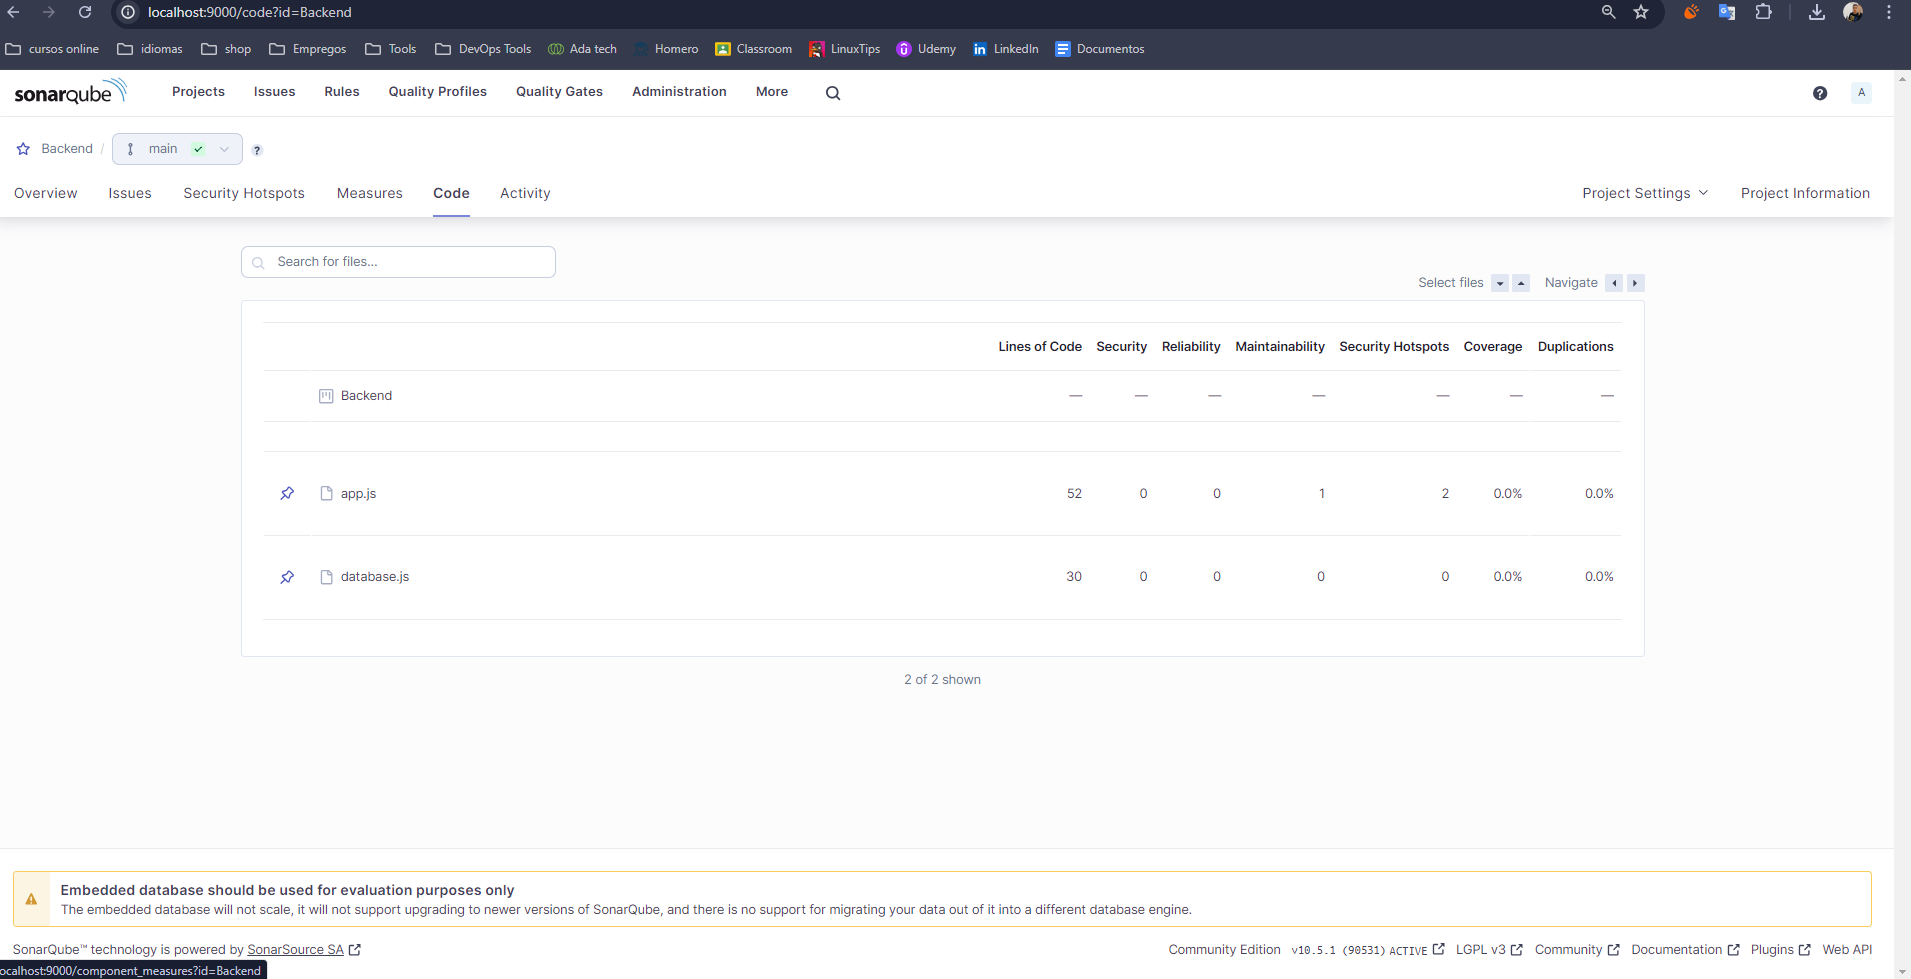 localhost:9000/code?id=Backend
cursos online idiomas shop Empregos Tools DevOps Tools Ada tech Homero Classroom LinuxTips Udemy LinkedIn Documentos
sonarqube Projects Issues Rules Quality Profiles Quality Gates Administration More ? A
Backend / main ?
Overview Issues Security Hotspots Measures Code Activity Project Settings Project Information
Search for files...
Select files Navigate
Lines of Code Security Reliability Maintainability Security Hotspots Coverage Duplications
Backend — — — — — — —
app.js 52 0 0 1 2 0.0% 0.0%
database.js 30 0 0 0 0 0.0% 0.0%
2 of 2 shown
Embedded database should be used for evaluation purposes only
The embedded database will not scale, it will not support upgrading to newer versions of SonarQube, and there is no support for migrating your data out of it into a different database engine.
SonarQube™ technology is powered by SonarSource SA Community Edition v10.5.1 (90531) ACTIVE LGPL v3 Community Documentation Plugins Web API
ocalhost:9000/component_measures?id=Backend